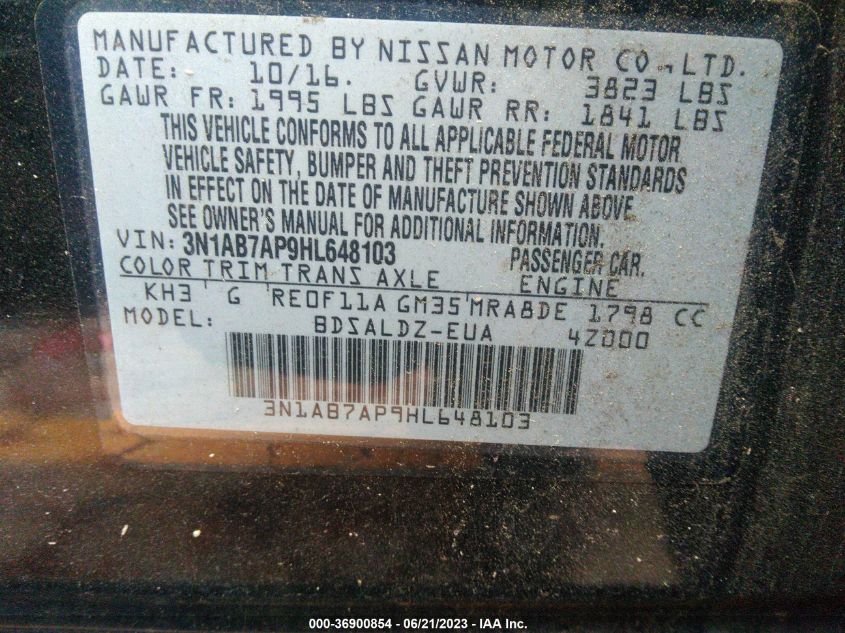 MANUFACTURED BY NISSAN MOTOR CO., LTD.
DATE: 10/16. GVWR: 3823 LBS
GAWR FR: 1995 LBS GAWR RR: 1841 LBS
THIS VEHICLE CONFORMS TO ALL APPLICABLE FEDERAL MOTOR
VEHICLE SAFETY, BUMPER AND THEFT PREVENTION STANDARDS
IN EFFECT ON THE DATE OF MANUFACTURE SHOWN ABOVE.
SEE OWNER'S MANUAL FOR ADDITIONAL INFORMATION.
VIN: 3N1AB7AP9HL648103 PASSENGER CAR.
COLOR TRIM TRANS AXLE ENGINE
KH3 ' G 'RE0F11A GM35'MRA8DE 1798 CC
MODEL: BDSALDZ-EUA 4Z000
3N1AB7AP9HL648103
000-36900854 - 06/21/2023 - IAA Inc.